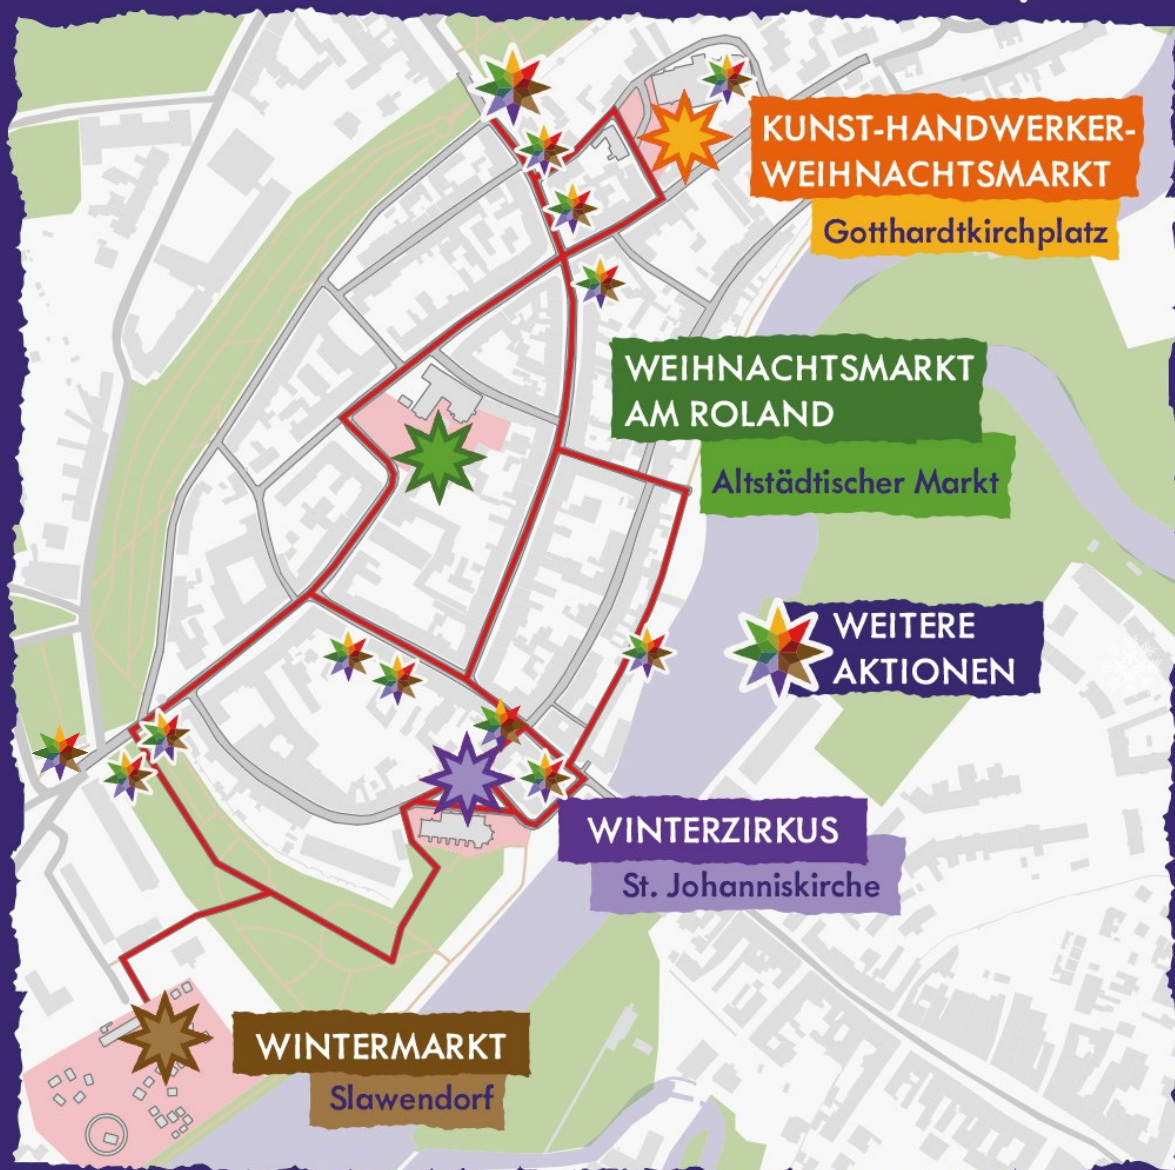 KUNST-HANDWERKER-
WEIHNACHTSMARKT
Gotthardtkirchplatz
WEIHNACHTSMARKT
AM ROLAND
Altstädtischer Markt
WEITERE
AKTIONEN
WINTERZIRKUS
St. Johanniskirche
WINTERMARKT
Slawendorf